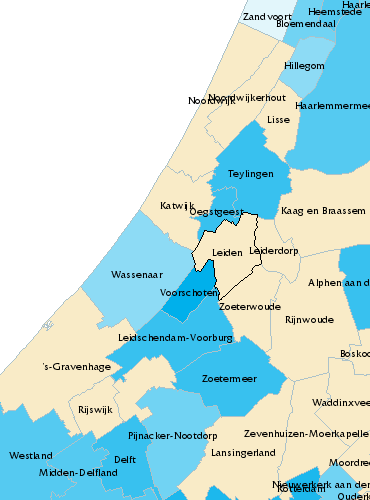 Haarle
Heemstede
Zandvoort
Bloemendaal
Hillegom
Noordwijkerhout
Noordwijk
Haarlemmermee
Lisse
Teylingen
Katwijk
Oegstgeest
Kaag en Braassem
Leiden
Leiderdorp
Wassenaar
Alphen aan d
Voorschoten
Zoeterwoude
Rijnwoude
Leidschendam-Voorburg
Bosko
's-Gravenhage
Zoetermeer
Waddinxvee
Rijswijk
Pijnacker-Nootdorp
Zevenhuizen-Moerkapelle
Westland
Delft
Lansingerland
Moordre
Midden-Delfland
Nieuwerkerk aan de
Rotterdam
Ouderk